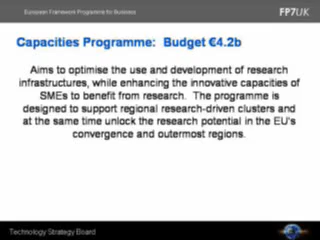 European Framework Programme for Business
FP7UK
Capacities Programme: Budget €4.2b
Aims to optimise the use and development of research
infrastructures, while enhancing the innovative capacities of
SMEs to benefit from research. The programme is
designed to support regional research-driven clusters and
at the same time unlock the research potential in the EU's
convergence and outermost regions.
Technology Strategy Board